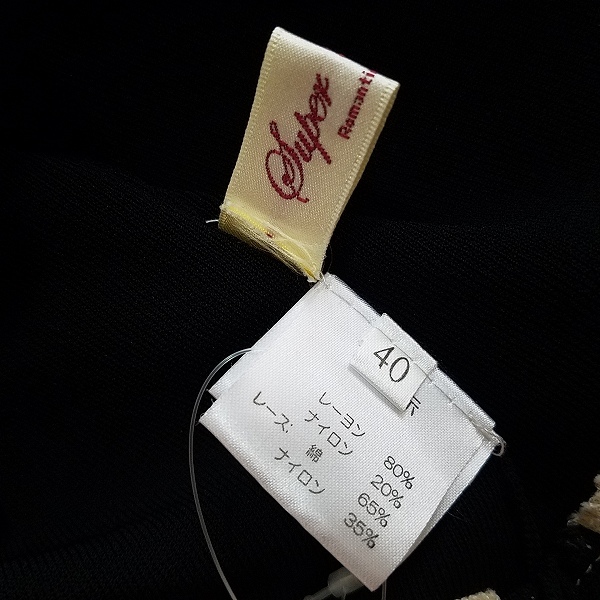 Super
Romanti
40
示
レーヨン 80%
ナイロン 20%
レース: 綿 65%
ナイロン 35%